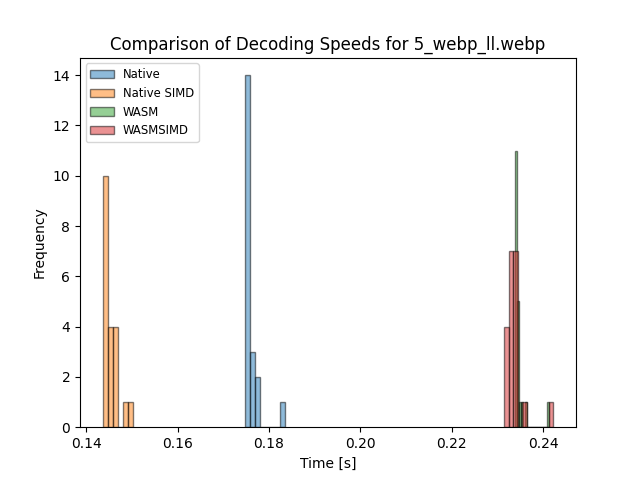 Comparison of Decoding Speeds for 5_webp_ll.webp
Native
Native SIMD
WASM
WASMSIMD
14
12
10
8
6
4
2
0
Frequency
0.14 0.16 0.18 0.20 0.22 0.24
Time [s]